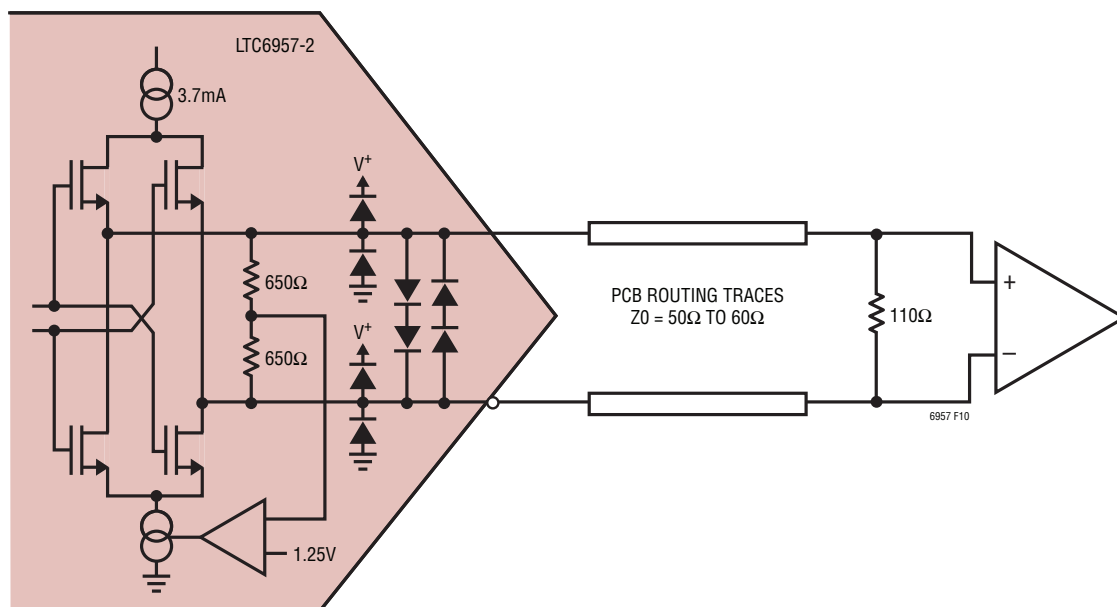 LTC6957-2
3.7mA
V+
650Ω
650Ω
V+
1.25V
PCB ROUTING TRACES
Z0 = 50Ω TO 60Ω
110Ω
+
−
6957 F10